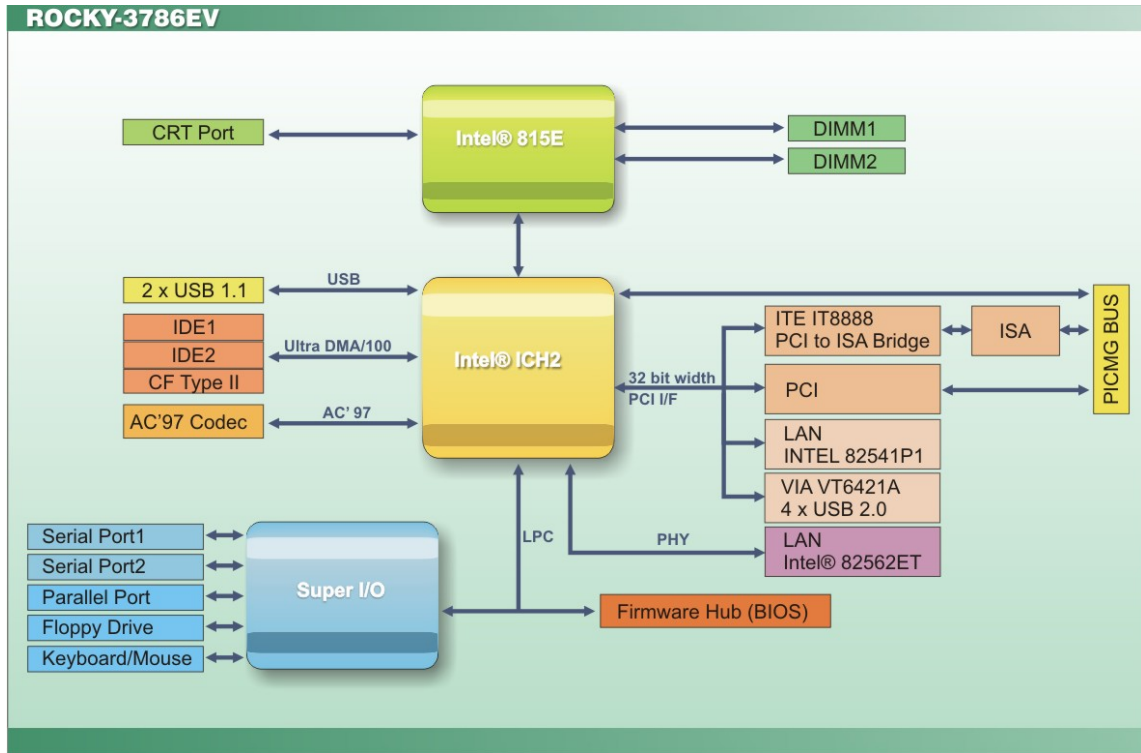 ROCKY-3786EV
CRT Port
Intel® 815E
DIMM1
DIMM2
2 x USB 1.1
USB
IDE1
IDE2
CF Type II
Ultra DMA/100
AC'97 Codec
AC' 97
Intel® ICH2
32 bit width
PCI I/F
ITE IT8888
PCI to ISA Bridge
ISA
PICMG BUS
PCI
LAN
INTEL 82541P1
VIA VT6421A
4 x USB 2.0
LAN
Intel® 82562ET
LPC
PHY
Serial Port1
Serial Port2
Parallel Port
Floppy Drive
Keyboard/Mouse
Super I/O
Firmware Hub (BIOS)